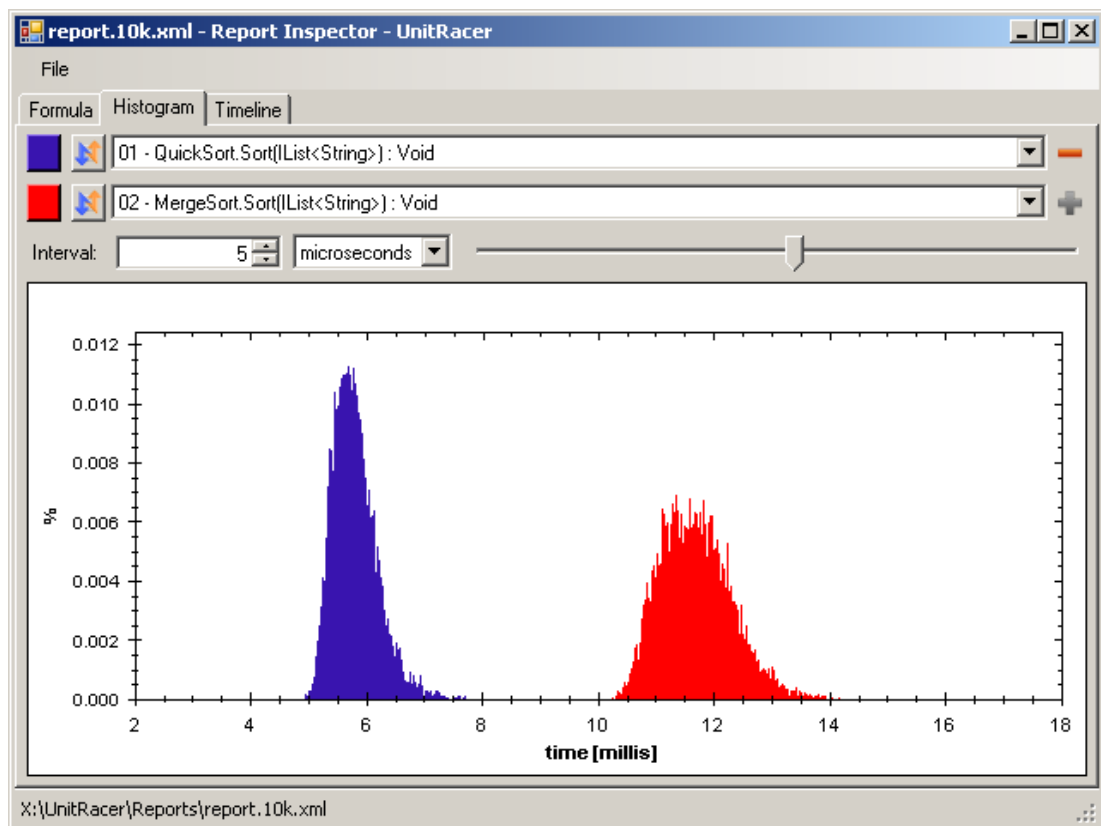 report.10k.xml - Report Inspector - UnitRacer
File
Formula Histogram Timeline
01 - QuickSort.Sort(IList<String>) : Void
02 - MergeSort.Sort(IList<String>) : Void
Interval: 5 microseconds
0.012
0.010
0.008
0.006
0.004
0.002
0.000
%
2 4 6 8 10 12 14 16 18
time [millis]
X:\UnitRacer\Reports\report.10k.xml